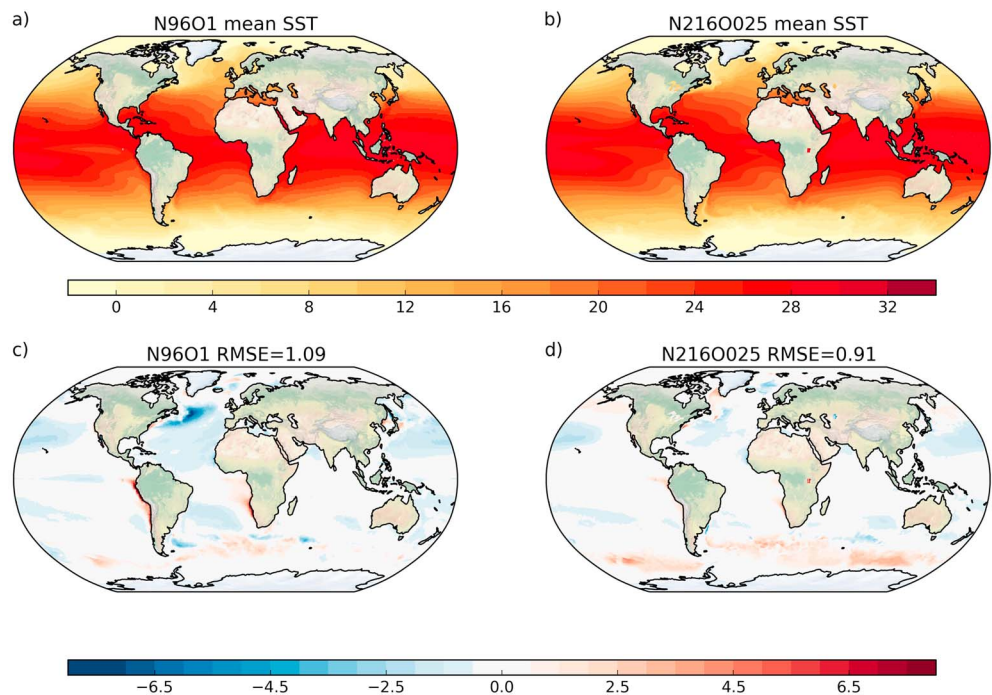 a)
N96O1 mean SST
b)
N216O025 mean SST
0 4 8 12 16 20 24 28 32
c)
N96O1 RMSE=1.09
d)
N216O025 RMSE=0.91
−6.5 −4.5 −2.5 0.0 2.5 4.5 6.5